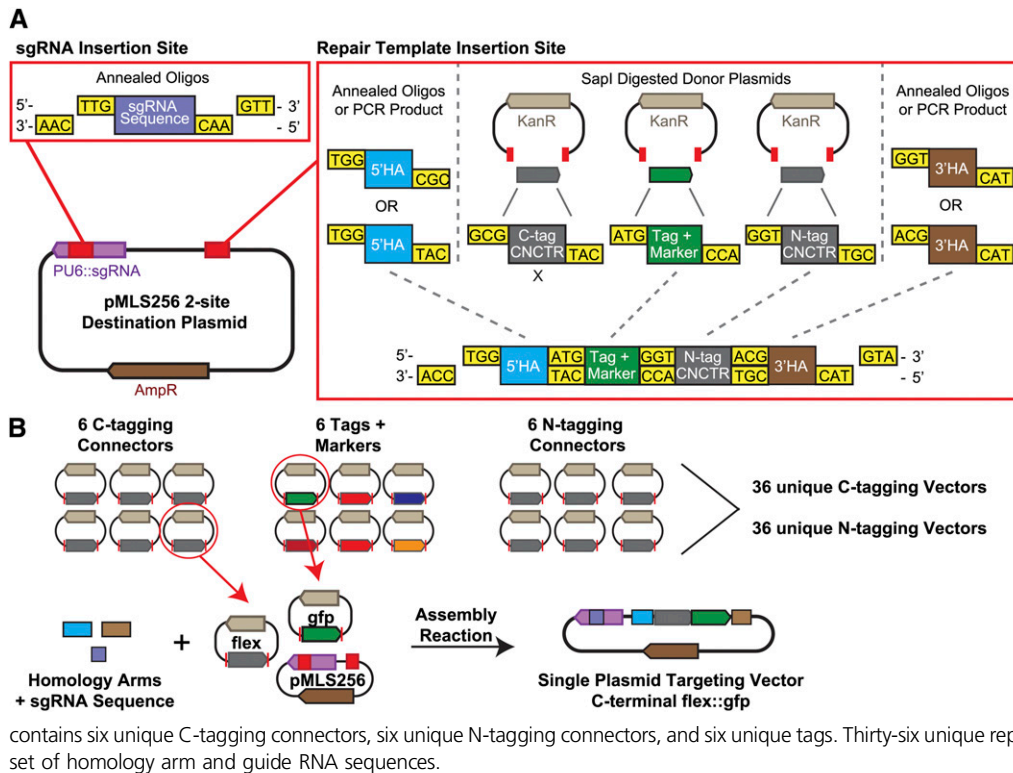 A
sgRNA Insertion Site
Annealed Oligos
5'-
TTG
sgRNA
Sequence
GTT
- 3'
3'-
AAC
CAA
- 5'
PU6::sgRNA
pMLS256 2-site
Destination Plasmid
AmpR
Repair Template Insertion Site
Annealed Oligos
or PCR Product
SapI Digested Donor Plasmids
Annealed Oligos
or PCR Product
KanR
KanR
KanR
TGG
5'HA
CGC
OR
TGG
5'HA
TAC
GCG
C-tag
CNCTR
TAC
X
ATG
Tag +
Marker
CCA
GGT
N-tag
CNCTR
TGC
GGT
3'HA
CAT
OR
ACG
3'HA
CAT
5'-
TGG
5'HA
ATG
Tag +
Marker
GGT
N-tag
CNCTR
ACG
3'HA
GTA
- 3'
3'-
ACC
TAC
CCA
TGC
CAT
- 5'
B
6 C-tagging
Connectors
6 Tags +
Markers
6 N-tagging
Connectors
36 unique C-tagging Vectors
36 unique N-tagging Vectors
Homology Arms
+ sgRNA Sequence
+
flex
gfp
pMLS256
Assembly
Reaction
Single Plasmid Targeting Vector
C-terminal flex::gfp
contains six unique C-tagging connectors, six unique N-tagging connectors, and six unique tags. Thirty-six unique rep
set of homology arm and guide RNA sequences.